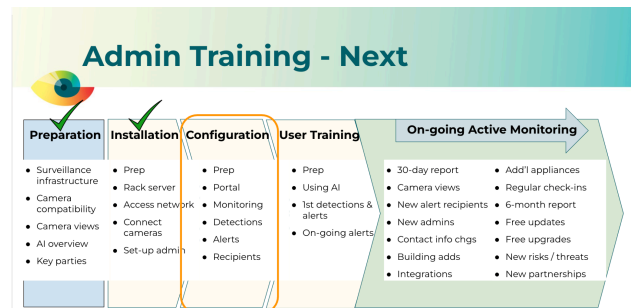 Admin Training - Next
Preparation
Surveillance
infrastructure
Camera
compatibility
Camera views
AI overview
Key parties
Installation
Prep
Rack server
Access network
Connect
cameras
Set-up admin
Configuration
Prep
Portal
Monitoring
Detections
Alerts
Recipients
User Training
Prep
Using AI
1st detections &
alerts
On-going alerts
On-going Active Monitoring
30-day report
Camera views
New alert recipients
New admins
Contact info chgs
Building adds
Integrations
Add'l appliances
Regular check-ins
6-month report
Free updates
Free upgrades
New risks / threats
New partnerships